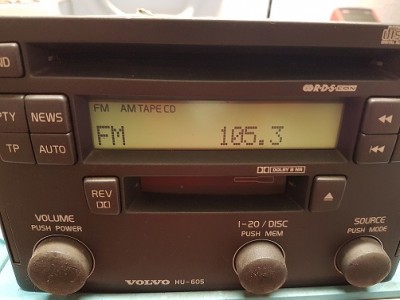 ND
R·D·S EON
FM AM TAPE CD
PTY NEWS
FM 105.3
TP AUTO
DOLBY B NR
REV
VOLUME
PUSH POWER
1-20 / DISC
PUSH MEM
SOURCE
PUSH MODE
VOLVO HU-605